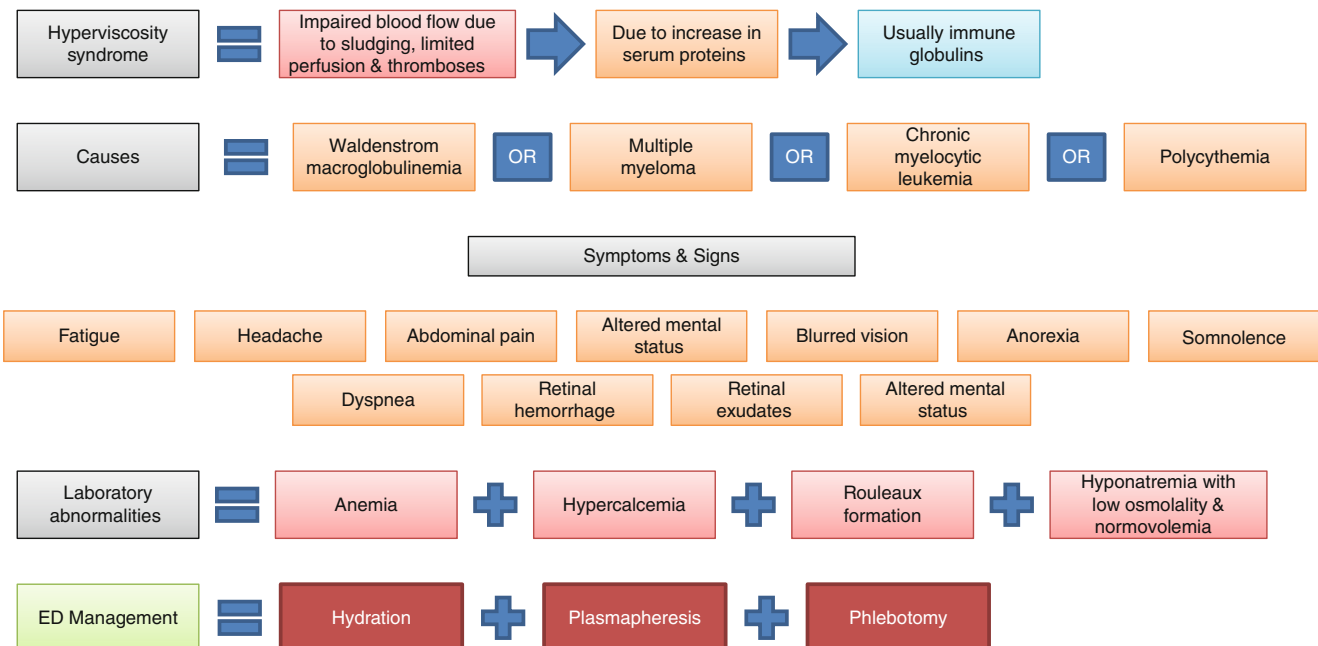 Hyperviscosity
syndrome
Impaired blood flow due
to sludging, limited
perfusion & thromboses
Due to increase in
serum proteins
Usually immune
globulins
Causes
Waldenstrom
macroglobulinemia
OR
Multiple
myeloma
OR
Chronic
myelocytic
leukemia
OR
Polycythemia
Symptoms & Signs
Fatigue
Headache
Abdominal pain
Altered mental
status
Blurred vision
Anorexia
Somnolence
Dyspnea
Retinal
hemorrhage
Retinal
exudates
Altered mental
status
Laboratory
abnormalities
Anemia
Hypercalcemia
Rouleaux
formation
Hyponatremia with
low osmolality &
normovolemia
ED Management
Hydration
Plasmapheresis
Phlebotomy